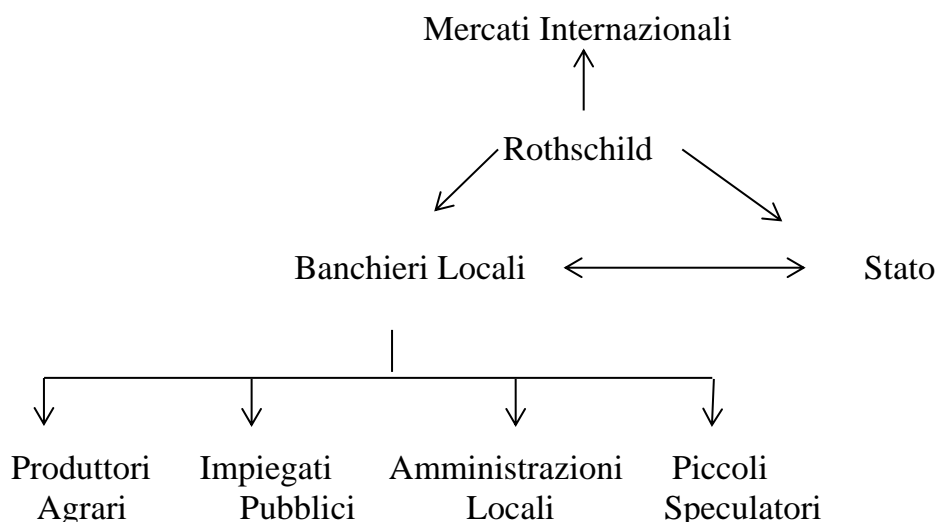 Mercati Internazionali
Rothschild
Banchieri Locali Stato
Produttori Impiegati Amministrazioni Piccoli
Agrari Pubblici Locali Speculatori